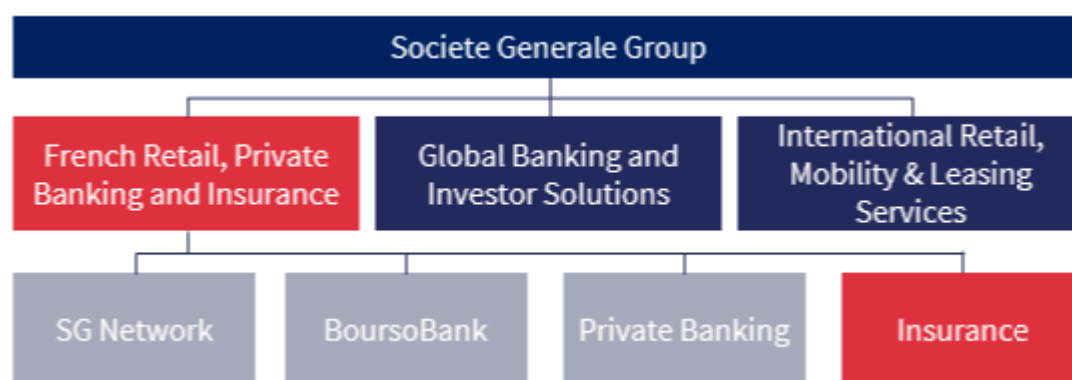 Societe Generale Group
French Retail, Private
Banking and Insurance
Global Banking and
Investor Solutions
International Retail,
Mobility & Leasing
Services
SG Network
BoursoBank
Private Banking
Insurance